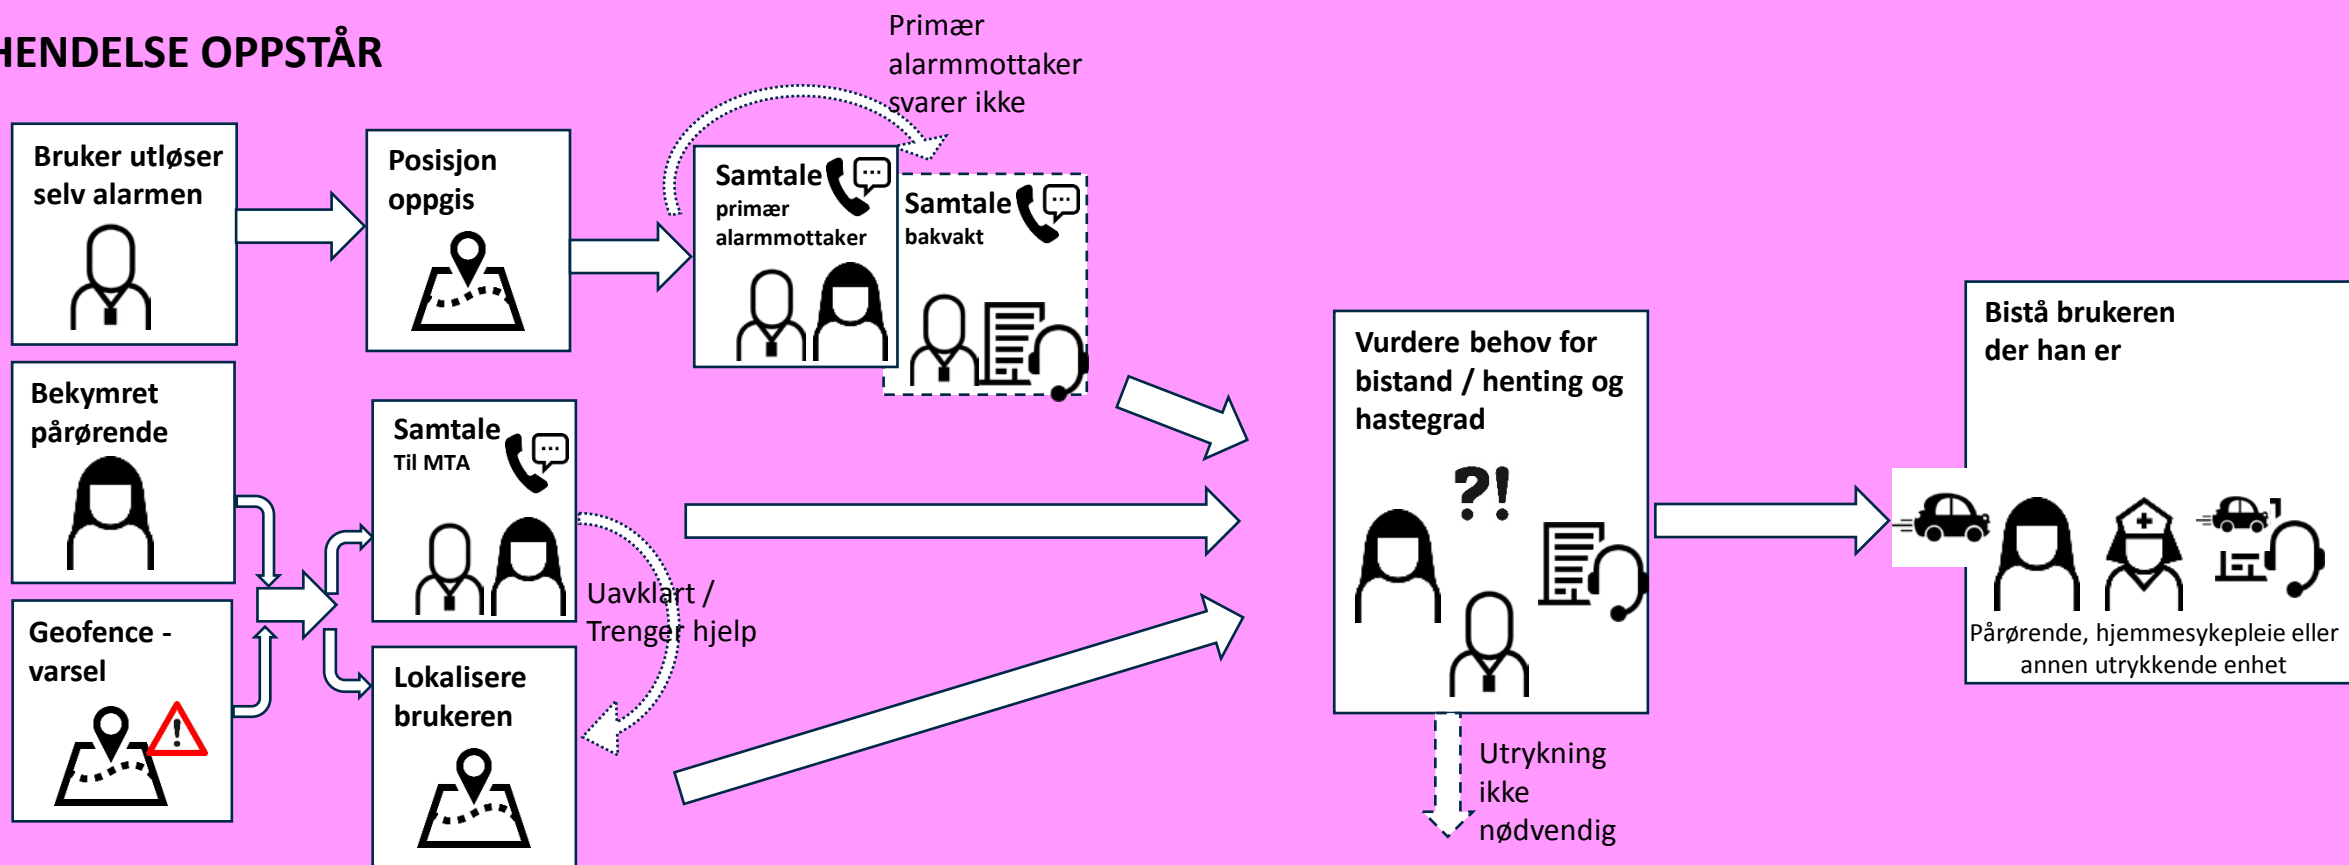 HENDELSE OPPSTÅR
Primær
alarmmottaker
svarer ikke
Bruker utløser
selv alarmen
Posisjon
oppgis
Samtale
primær
alarmmottaker
Samtale
bakvakt
Bekymret
pårørende
Samtale
Til MTA
Uavklart /
Trenger hjelp
Geofence -
varsel
Lokalisere
brukeren
Vurdere behov for
bistand / henting og
hastegrad
?!
Utrykning
ikke
nødvendig
Bistå brukeren
der han er
Pårørende, hjemmesykepleie eller
annen utrykkende enhet